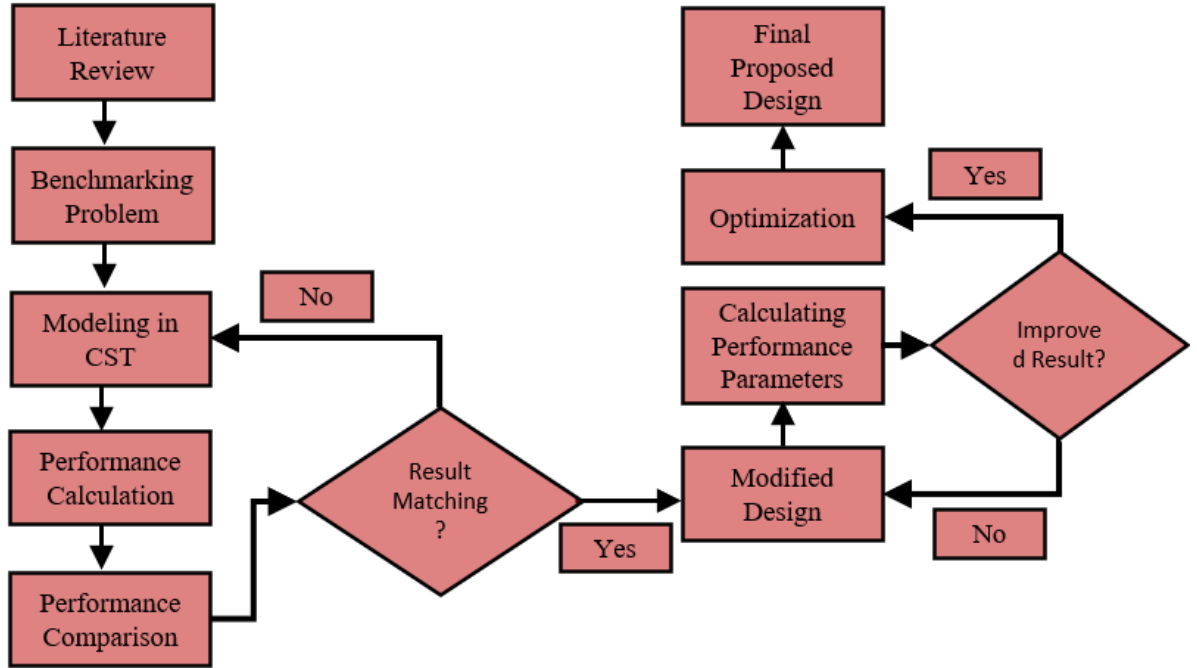 Literature
Review
Benchmarking
Problem
Modeling in
CST
Performance
Calculation
Performance
Comparison
No
Result
Matching
?
Yes
Final
Proposed
Design
Optimization
Calculating
Performance
Parameters
Modified
Design
Yes
Improve
d Result?
No